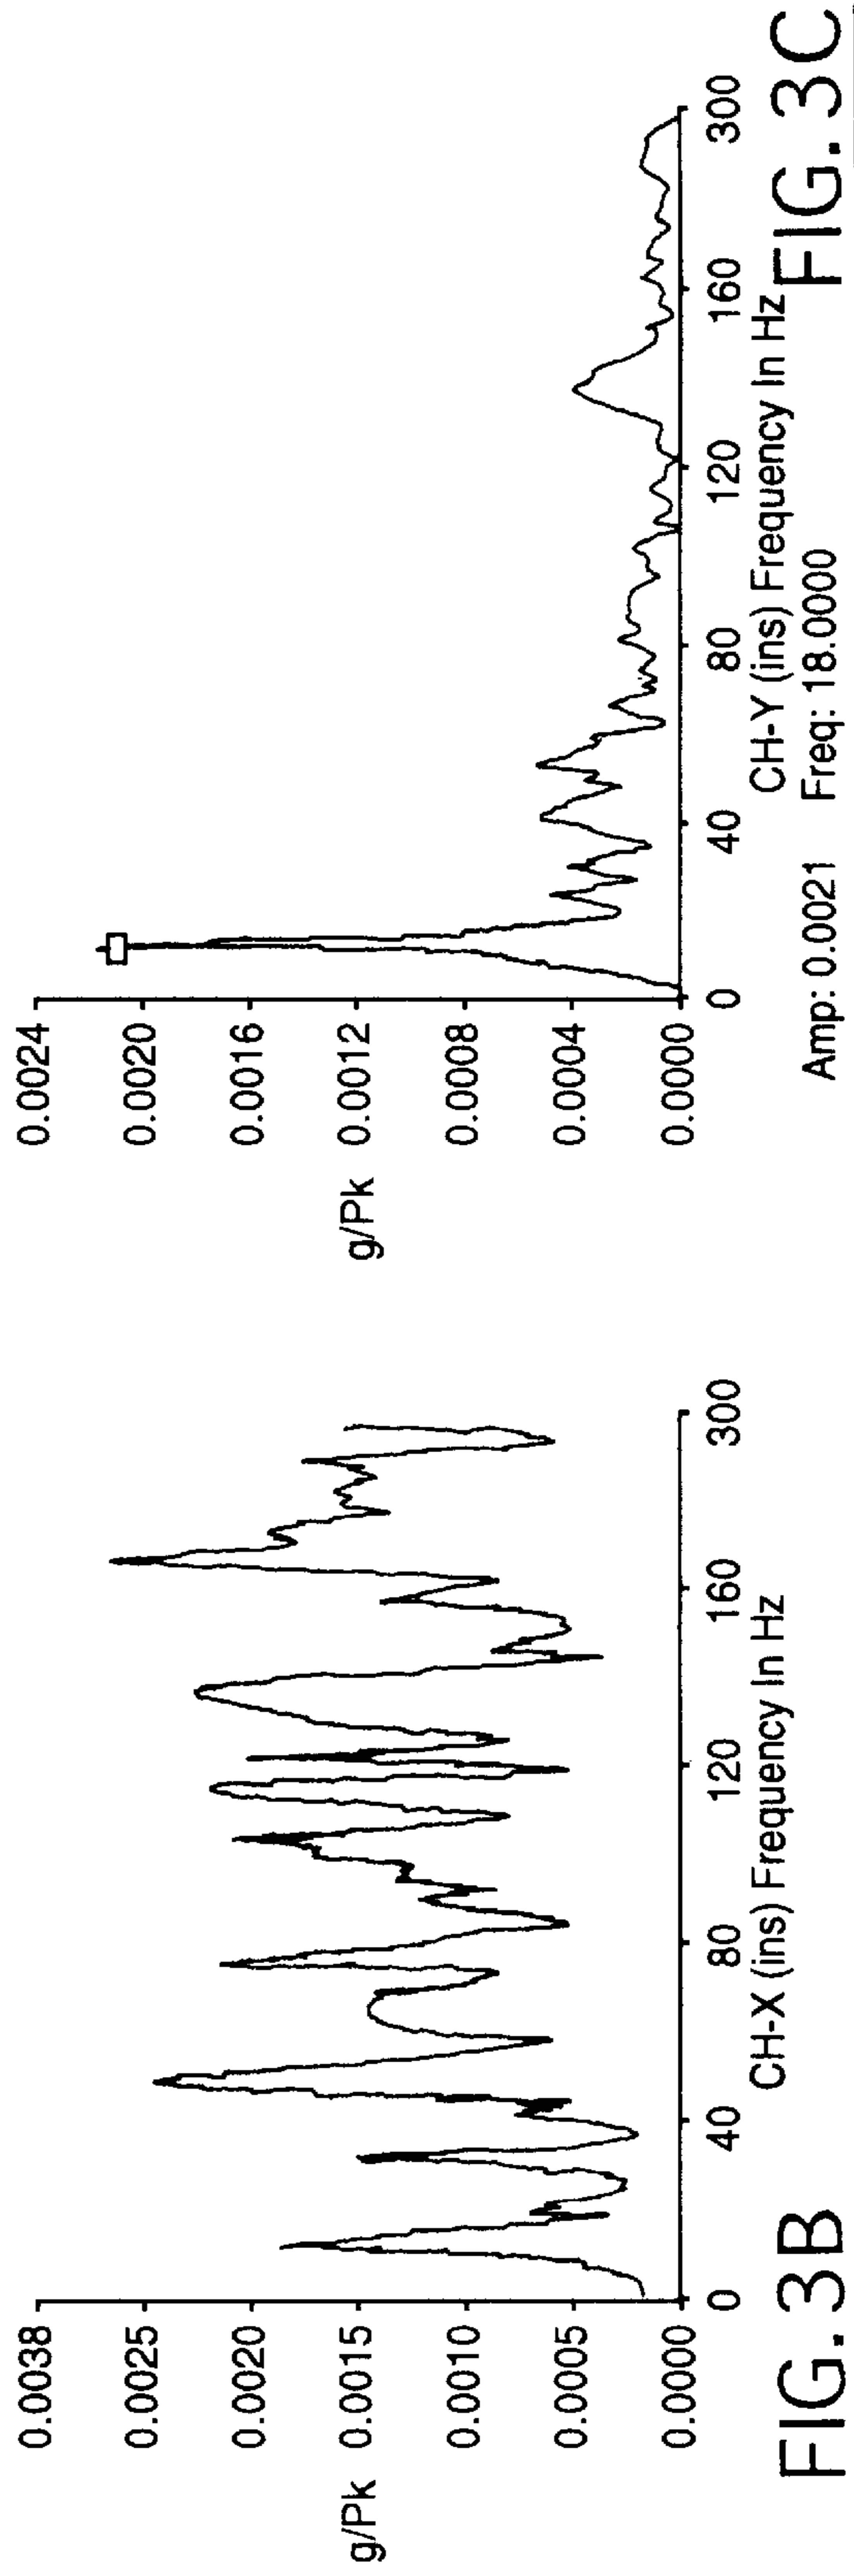 0.0038
0.0025
0.0020
0.0015
0.0010
0.0005
0.0000
g/Pk
0 40 80 120 160 300
CH-X (ins) Frequency In Hz
FIG. 3B
0.0024
0.0020
0.0016
0.0012
0.0008
0.0004
0.0000
g/Pk
0 40 80 120 160 300
CH-Y (ins) Frequency In Hz
Amp: 0.0021 Freq: 18.0000
FIG. 3C